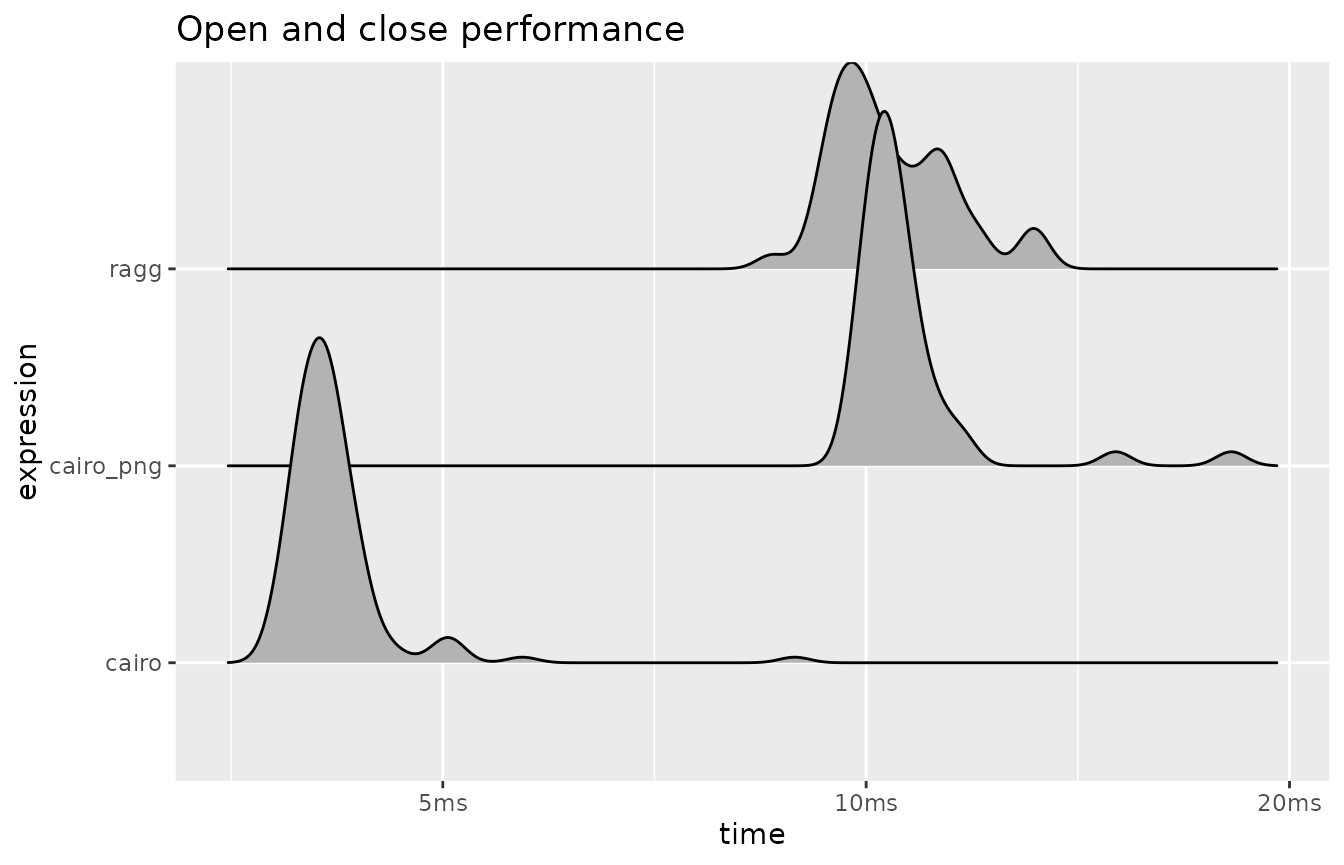 Open and close performance
expression
ragg
cairo_png
cairo
5ms 10ms 20ms
time